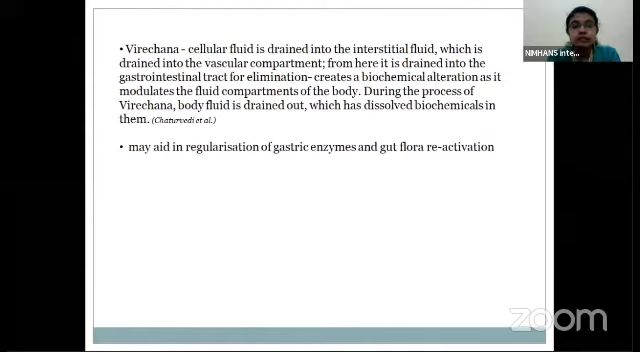 • Virechana - cellular fluid is drained into the interstitial fluid, which is
drained into the vascular compartment; from here it is drained into the
gastrointestinal tract for elimination- creates a biochemical alteration as it
modulates the fluid compartments of the body. During the process of
Virechana, body fluid is drained out, which has dissolved biochemicals in
them. (Chaturvedi et al.)
• may aid in regularisation of gastric enzymes and gut flora re-activation
NIMHANS inte...
zoom